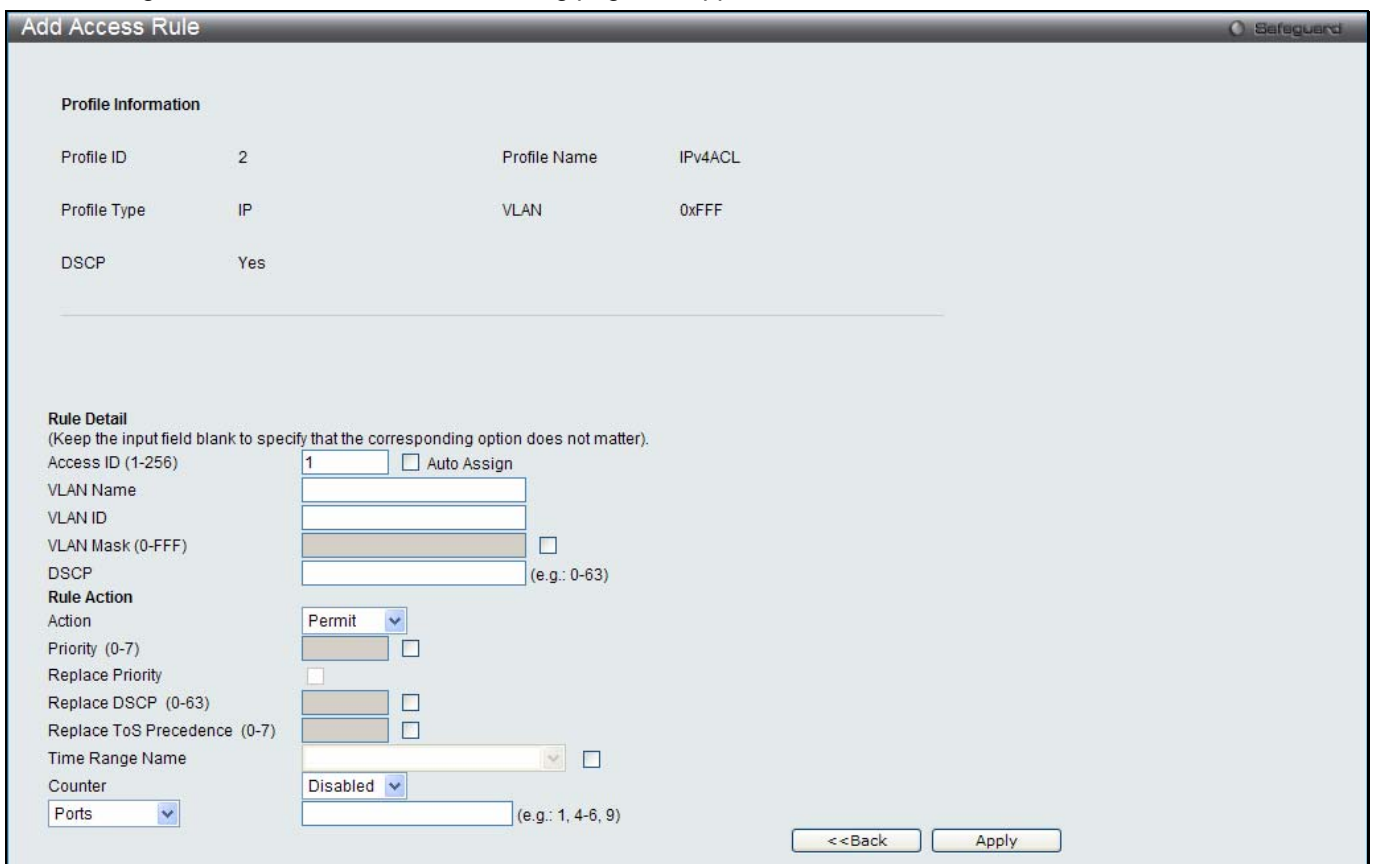 Add Access Rule Safeguard
Profile Information
Profile ID 2 Profile Name IPv4ACL
Profile Type IP VLAN 0xFFF
DSCP Yes
Rule Detail
(Keep the input field blank to specify that the corresponding option does not matter).
Access ID (1-256) 1 Auto Assign
VLAN Name
VLAN ID
VLAN Mask (0-FFF)
DSCP (e.g.: 0-63)
Rule Action
Action Permit
Priority (0-7)
Replace Priority
Replace DSCP (0-63)
Replace ToS Precedence (0-7)
Time Range Name
Counter Disabled
Ports (e.g.: 1, 4-6, 9)
<<Back Apply